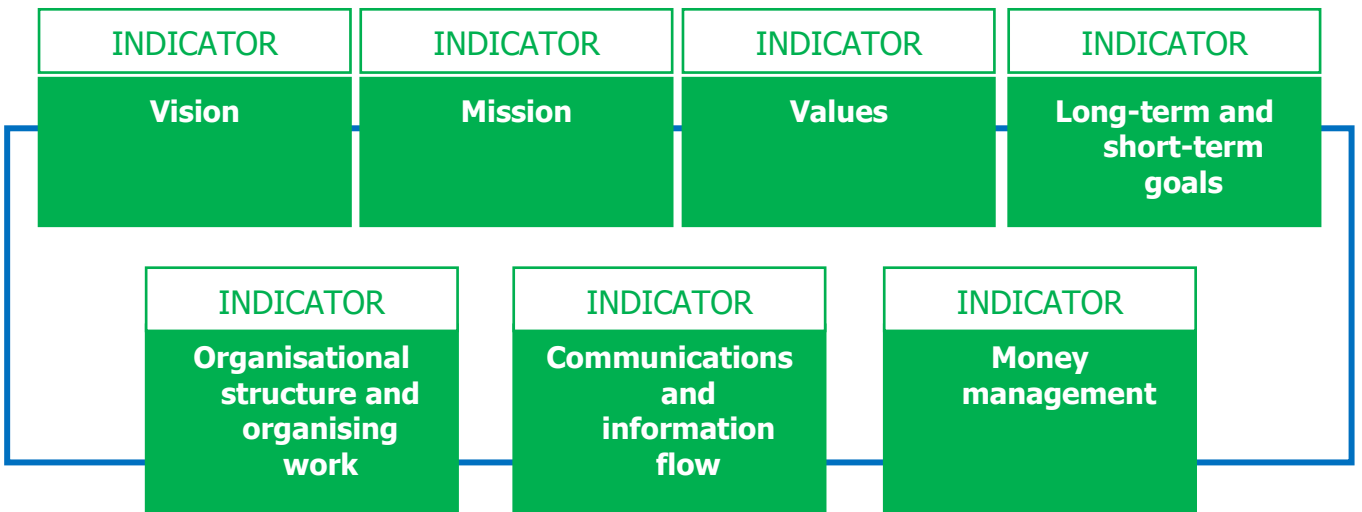 INDICATOR
INDICATOR
INDICATOR
INDICATOR
Vision
Mission
Values
Long-term and
short-term
goals
INDICATOR
INDICATOR
INDICATOR
Organisational
structure and
organising
work
Communications
and
information
flow
Money
management